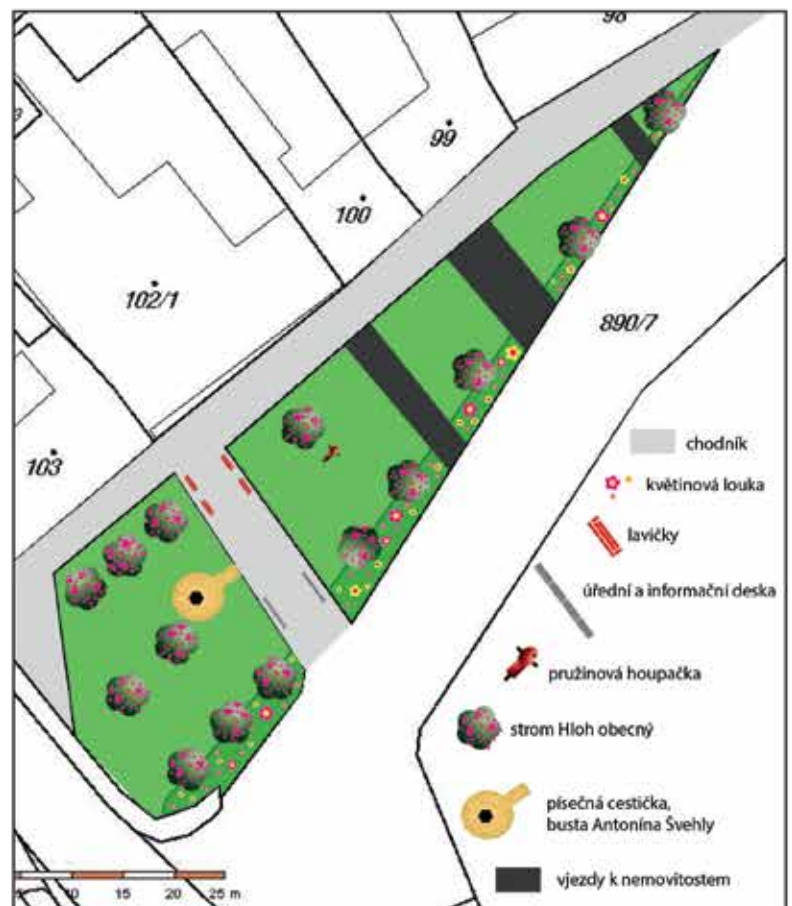 98
99
100
102/1
890/7
103
chodník
květinová louka
lavičky
úřední a informační deska
pružinová houpačka
strom Hloh obecný
písečná cestička,
busta Antonína Švehly
vjezdy k nemovitostem
5 10 15 20 25 m